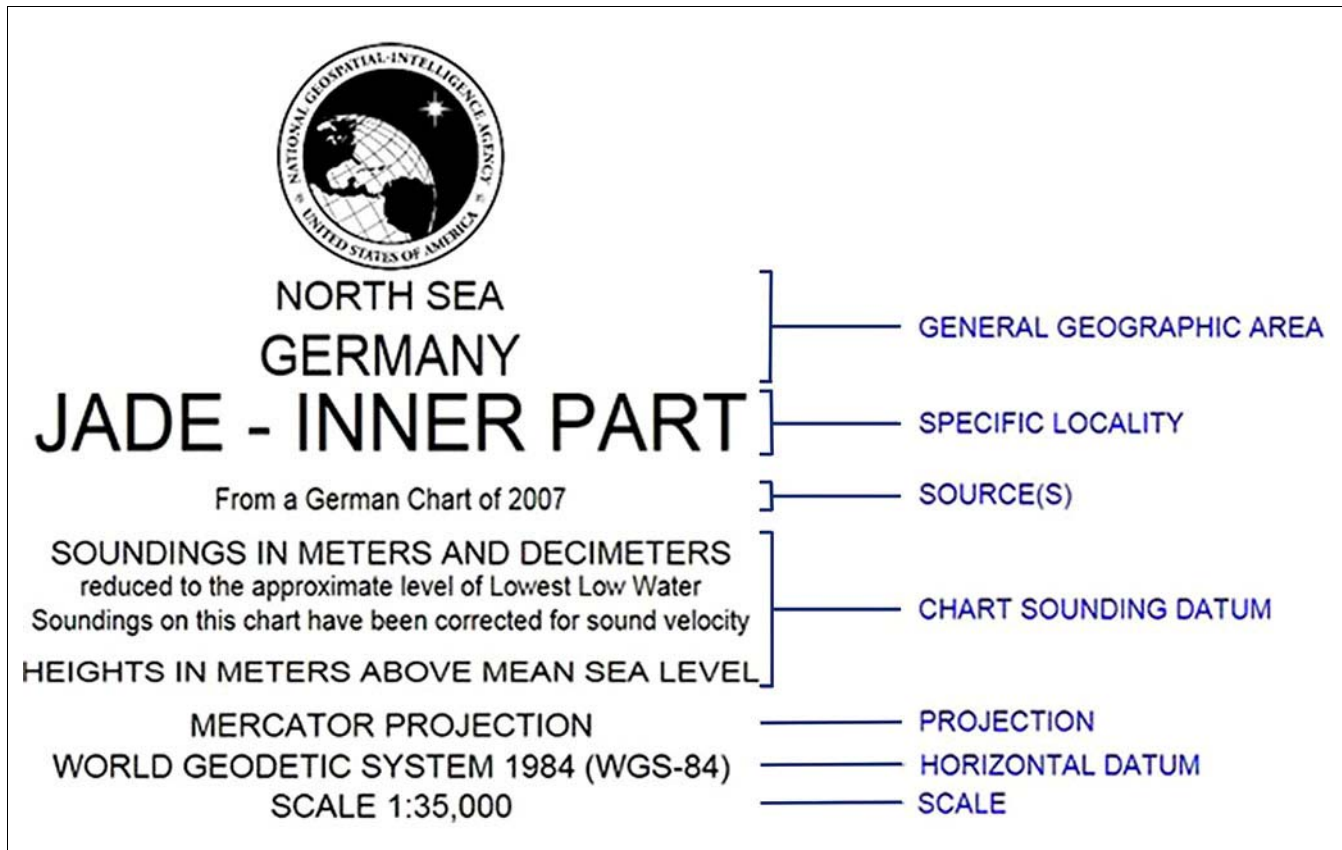 NATIONAL GEOSPATIAL-INTELLIGENCE AGENCY
UNITED STATES OF AMERICA
NORTH SEA
GERMANY
GENERAL GEOGRAPHIC AREA
JADE - INNER PART
SPECIFIC LOCALITY
From a German Chart of 2007
SOURCE(S)
SOUNDINGS IN METERS AND DECIMETERS
reduced to the approximate level of Lowest Low Water
Soundings on this chart have been corrected for sound velocity
HEIGHTS IN METERS ABOVE MEAN SEA LEVEL
CHART SOUNDING DATUM
MERCATOR PROJECTION
PROJECTION
WORLD GEODETIC SYSTEM 1984 (WGS-84)
HORIZONTAL DATUM
SCALE 1:35,000
SCALE